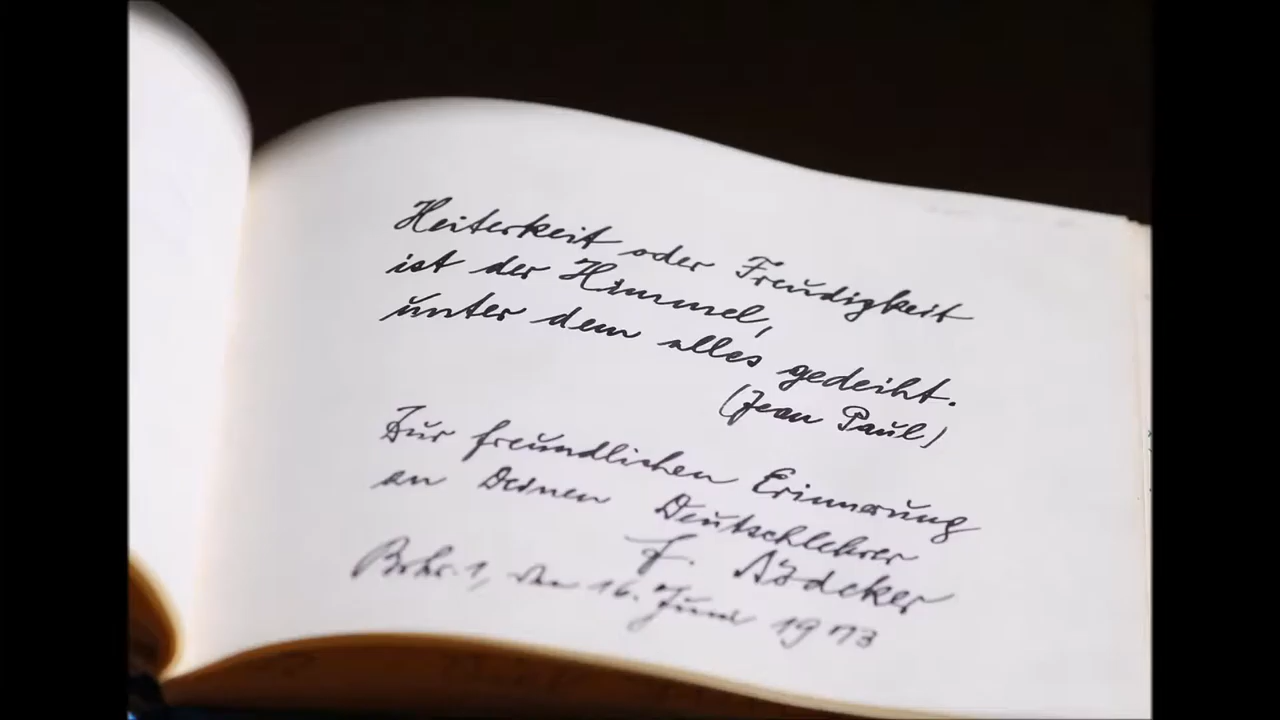 Heiterkeit oder Freudigkeit
ist der Himmel,
unter dem alles gedeiht.
(Jean Paul)
Zur freundlichen Erinnerung
an Deinen Deutschlehrer
F.
den 16. Juni 1973